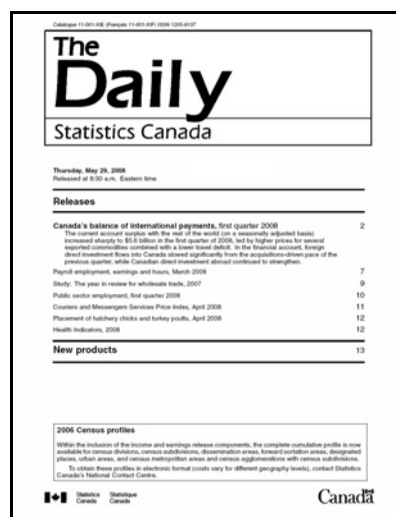 Catalogue 11-001-XIE (Français 11-001-XIF) ISSN 1205-9137
The
Daily
Statistics Canada
Thursday, May 29, 2008
Released at 8:30 a.m. Eastern time
Releases
Canada's balance of international payments, first quarter 2008 2
The current account surplus with the rest of the world (on a seasonally adjusted basis)
increased sharply to $5.6 billion in the first quarter of 2008, led by higher prices for several
exported commodities combined with a lower travel deficit. In the financial account, foreign
direct investment flows into Canada slowed significantly from the acquisitions-driven pace of the
previous quarter, while Canadian direct investment abroad continued to strengthen.
Payroll employment, earnings and hours, March 2008 7
Study: The year in review for wholesale trade, 2007 9
Public sector employment, first quarter 2008 10
Couriers and Messengers Services Price Index, April 2008 11
Placement of hatchery chicks and turkey poults, April 2008 12
Health Indicators, 2008 12
New products 13
2006 Census profiles
Within the inclusion of the income and earnings release components, the complete cumulative profile is now
available for census divisions, census subdivisions, dissemination areas, forward sortation areas, designated
places, urban areas, and census metropolitan areas and census agglomerations with census subdivisions.
To obtain these profiles in electronic format (costs vary for different geography levels), contact Statistics
Canada's National Contact Centre.
Statistics Statistique
Canada Canada
Canada